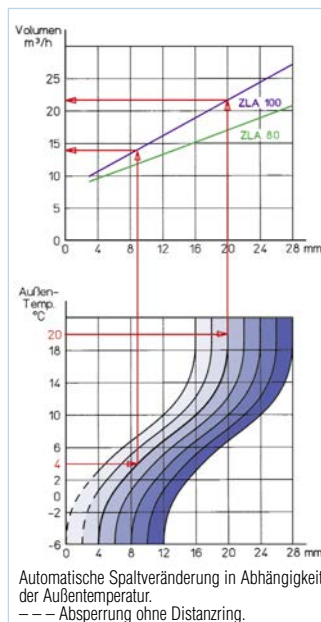 Volumen
m³/h
25
20
15
10
5
0
0 4 8 12 16 20 24 28 mm
ZLA 100
ZLA 80
Außen-
Temp.
°C
20
18
14
10
6
4
2
0
-2
-6
0 4 8 12 16 20 24 28 mm
Automatische Spaltveränderung in Abhängigkeit
der Außentemperatur.
– – – Absperrung ohne Distanzring.